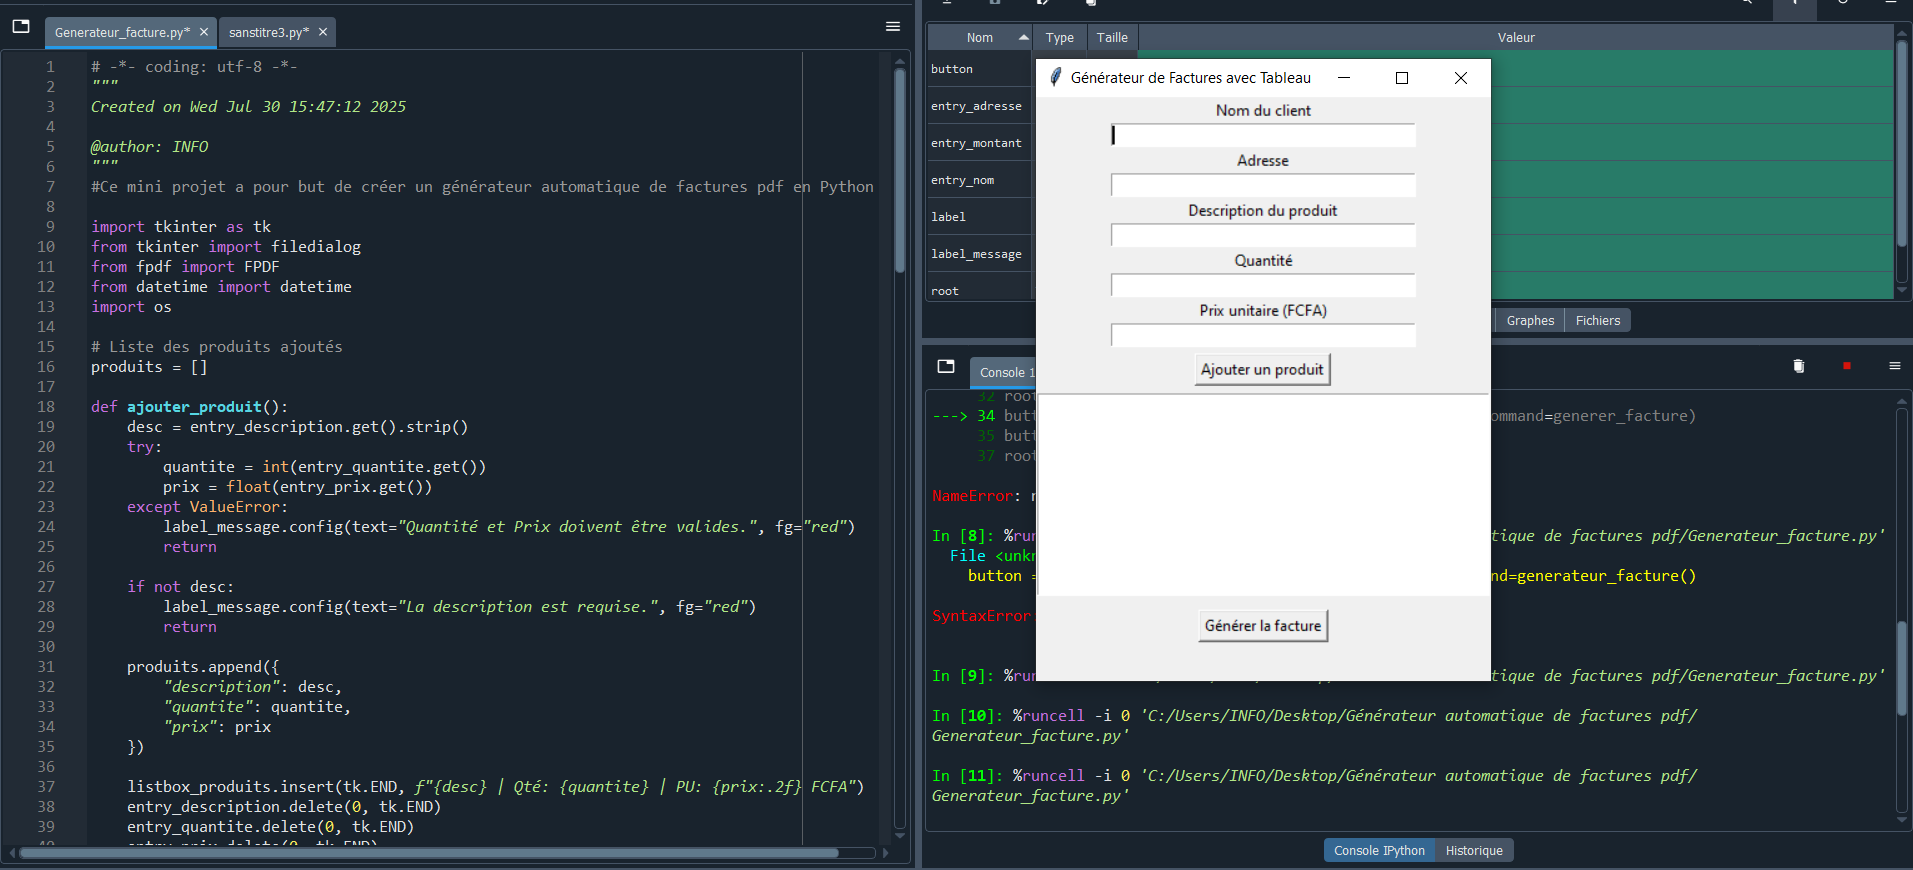 Generateur_facture.py*
sanstitre3.py*
1 # -*- coding: utf-8 -*-
2 """
3 Created on Wed Jul 30 15:47:12 2025
4
5 @author: INFO
6 """
7 #Ce mini projet a pour but de créer un générateur automatique de factures pdf en Python
8
9 import tkinter as tk
10 from tkinter import filedialog
11 from fpdf import FPDF
12 from datetime import datetime
13 import os
14
15 # Liste des produits ajoutés
16 produits = []
17
18 def ajouter_produit():
19 desc = entry_description.get().strip()
20 try:
21 quantite = int(entry_quantite.get())
22 prix = float(entry_prix.get())
23 except ValueError:
24 label_message.config(text="Quantité et Prix doivent être valides.", fg="red")
25 return
26
27 if not desc:
28 label_message.config(text="La description est requise.", fg="red")
29 return
30
31 produits.append({
32 "description": desc,
33 "quantite": quantite,
34 "prix": prix
35 })
36
37 listbox_produits.insert(tk.END, f"{desc} | Qté: {quantite} | PU: {prix:.2f} FCFA")
38 entry_description.delete(0, tk.END)
39 entry_quantite.delete(0, tk.END)
Nom Type Taille Valeur
button
entry_adresse
entry_montant
entry_nom
label
label_message
root
Générateur de Factures avec Tableau
Nom du client
Adresse
Description du produit
Quantité
Prix unitaire (FCFA)
Ajouter un produit
Générer la facture
Graphes
Fichiers
Console 1
32 root
----> 34 butt ommand=generer_facture)
35 butt
37 root
NameError:
In [8]: %run tique de factures pdf/Generateur_facture.py'
File <unkn
button = nd=generateur_facture()
SyntaxError
In [9]: %run tique de factures pdf/Generateur_facture.py'
In [10]: %runcell -i 0 'C:/Users/INFO/Desktop/Générateur automatique de factures pdf/
Generateur_facture.py'
In [11]: %runcell -i 0 'C:/Users/INFO/Desktop/Générateur automatique de factures pdf/
Generateur_facture.py'
Console IPython
Historique